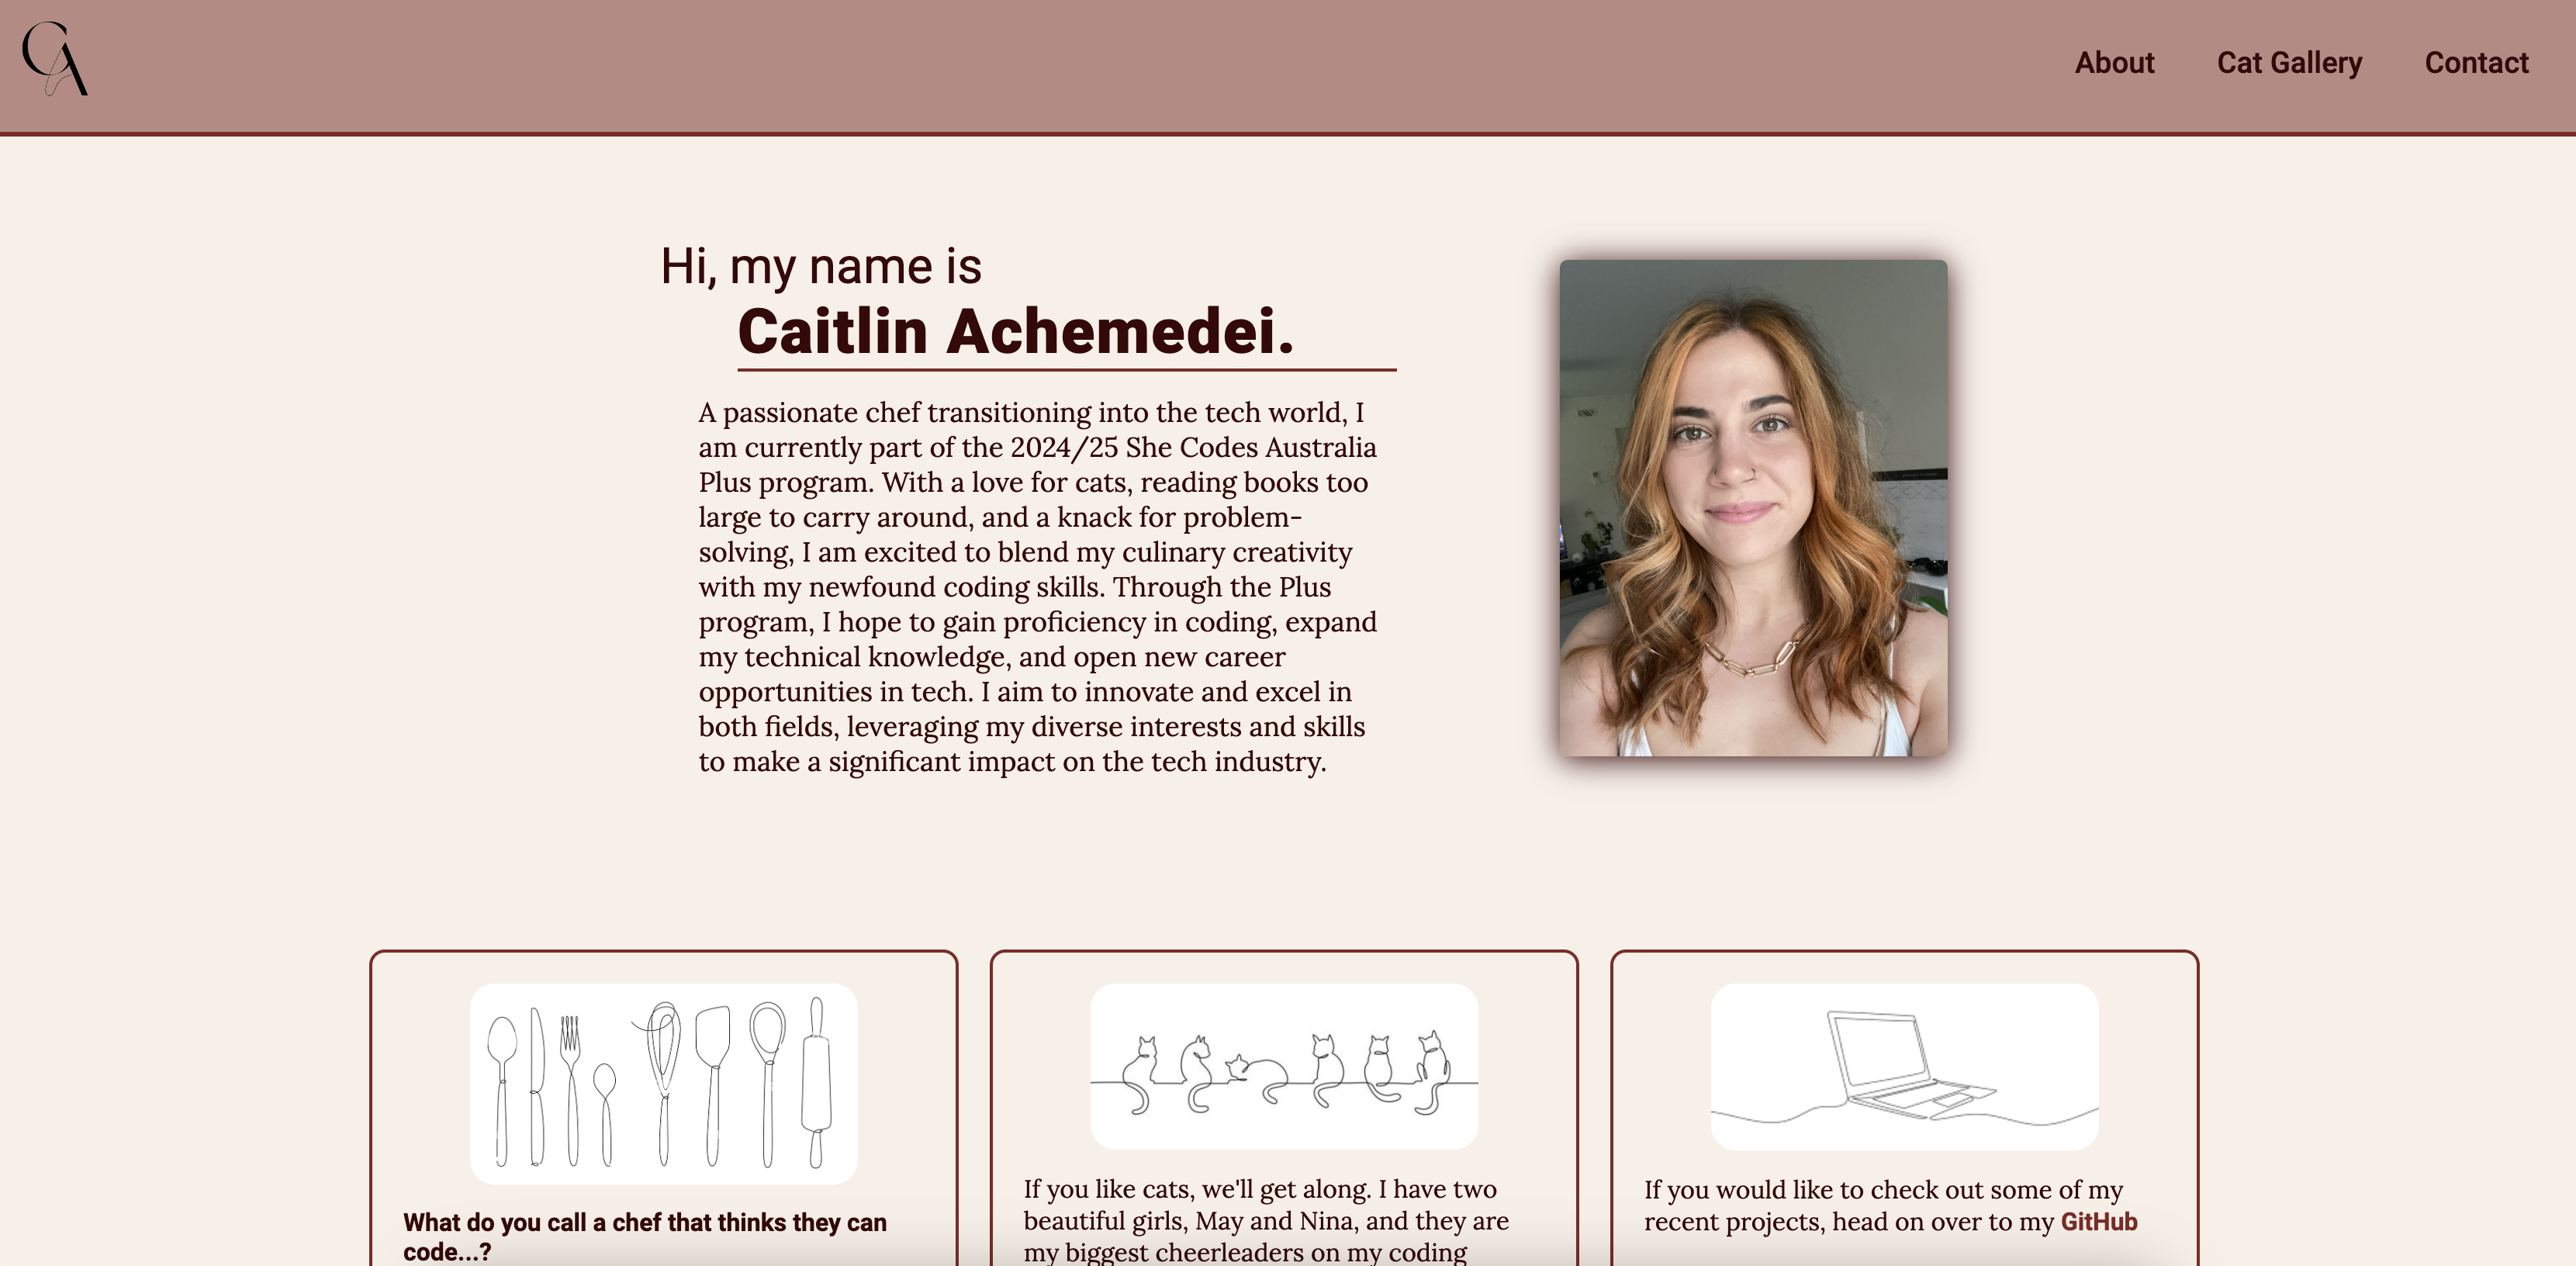 CA
About Cat Gallery Contact
Hi, my name is
Caitlin Achemedei.
A passionate chef transitioning into the tech world, I
am currently part of the 2024/25 She Codes Australia
Plus program. With a love for cats, reading books too
large to carry around, and a knack for problem-
solving, I am excited to blend my culinary creativity
with my newfound coding skills. Through the Plus
program, I hope to gain proficiency in coding, expand
my technical knowledge, and open new career
opportunities in tech. I aim to innovate and excel in
both fields, leveraging my diverse interests and skills
to make a significant impact on the tech industry.
What do you call a chef that thinks they can
code...?
If you like cats, we'll get along. I have two
beautiful girls, May and Nina, and they are
my biggest cheerleaders on my coding
If you would like to check out some of my
recent projects, head on over to my GitHub